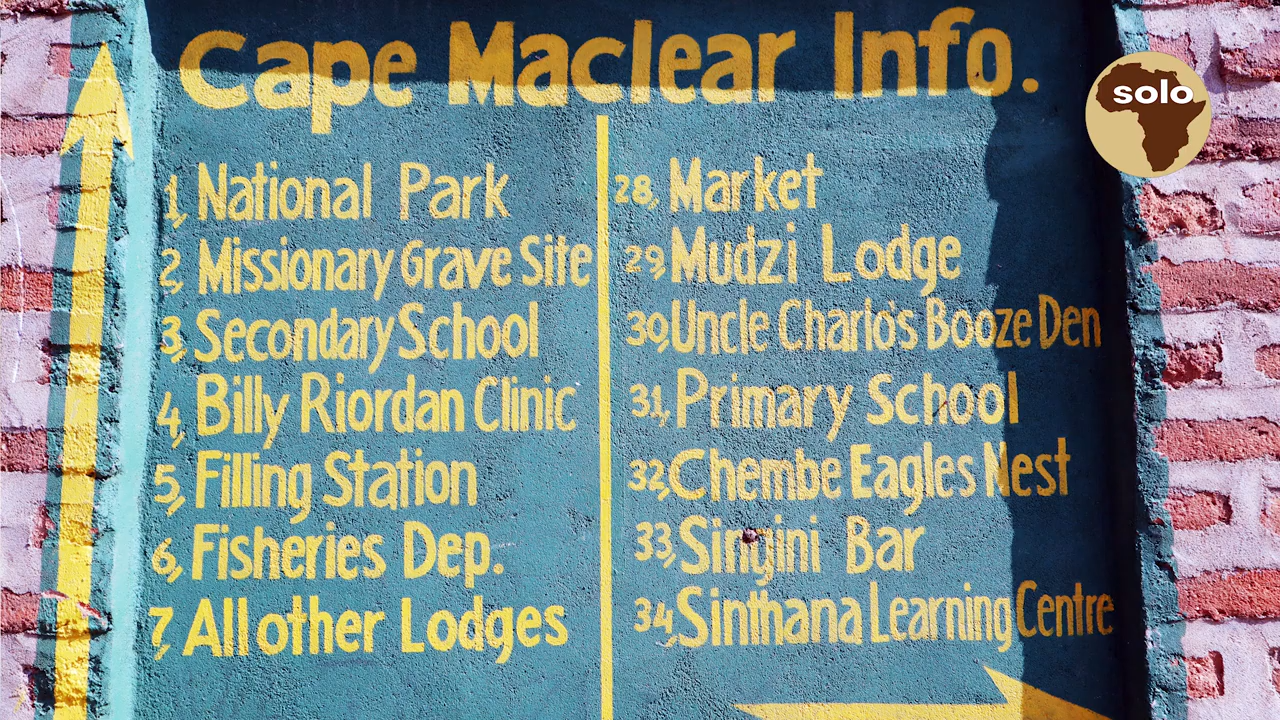 Cape Maclear Info.
solo
1, National Park
2, Missionary Grave Site
3, Secondary School
4, Billy Riordan Clinic
5, Filling Station
6, Fisheries Dep.
7, All other Lodges
28, Market
29, Mudzi Lodge
30, Uncle Charlo's Booze Den
31, Primary School
32, Chembe Eagles Nest
33, Singini Bar
34, Sinthana Learning Centre